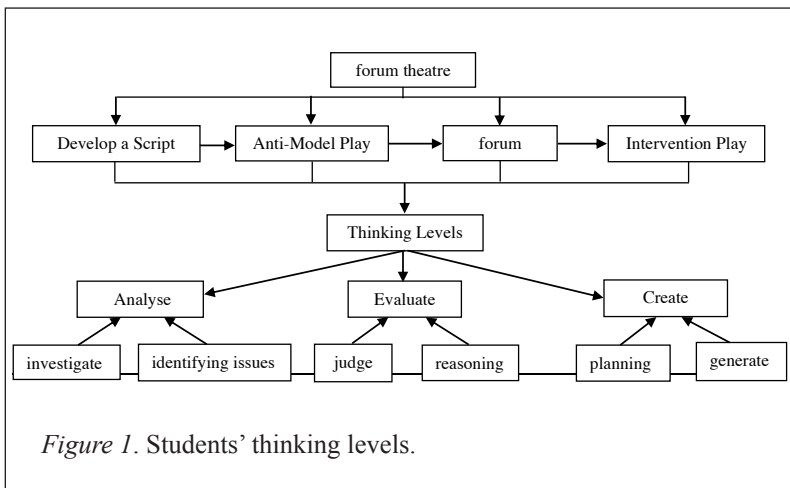 forum theatre
Develop a Script
Anti-Model Play
forum
Intervention Play
Thinking Levels
Analyse
Evaluate
Create
investigate
identifying issues
judge
reasoning
planning
generate
Figure 1. Students’ thinking levels.